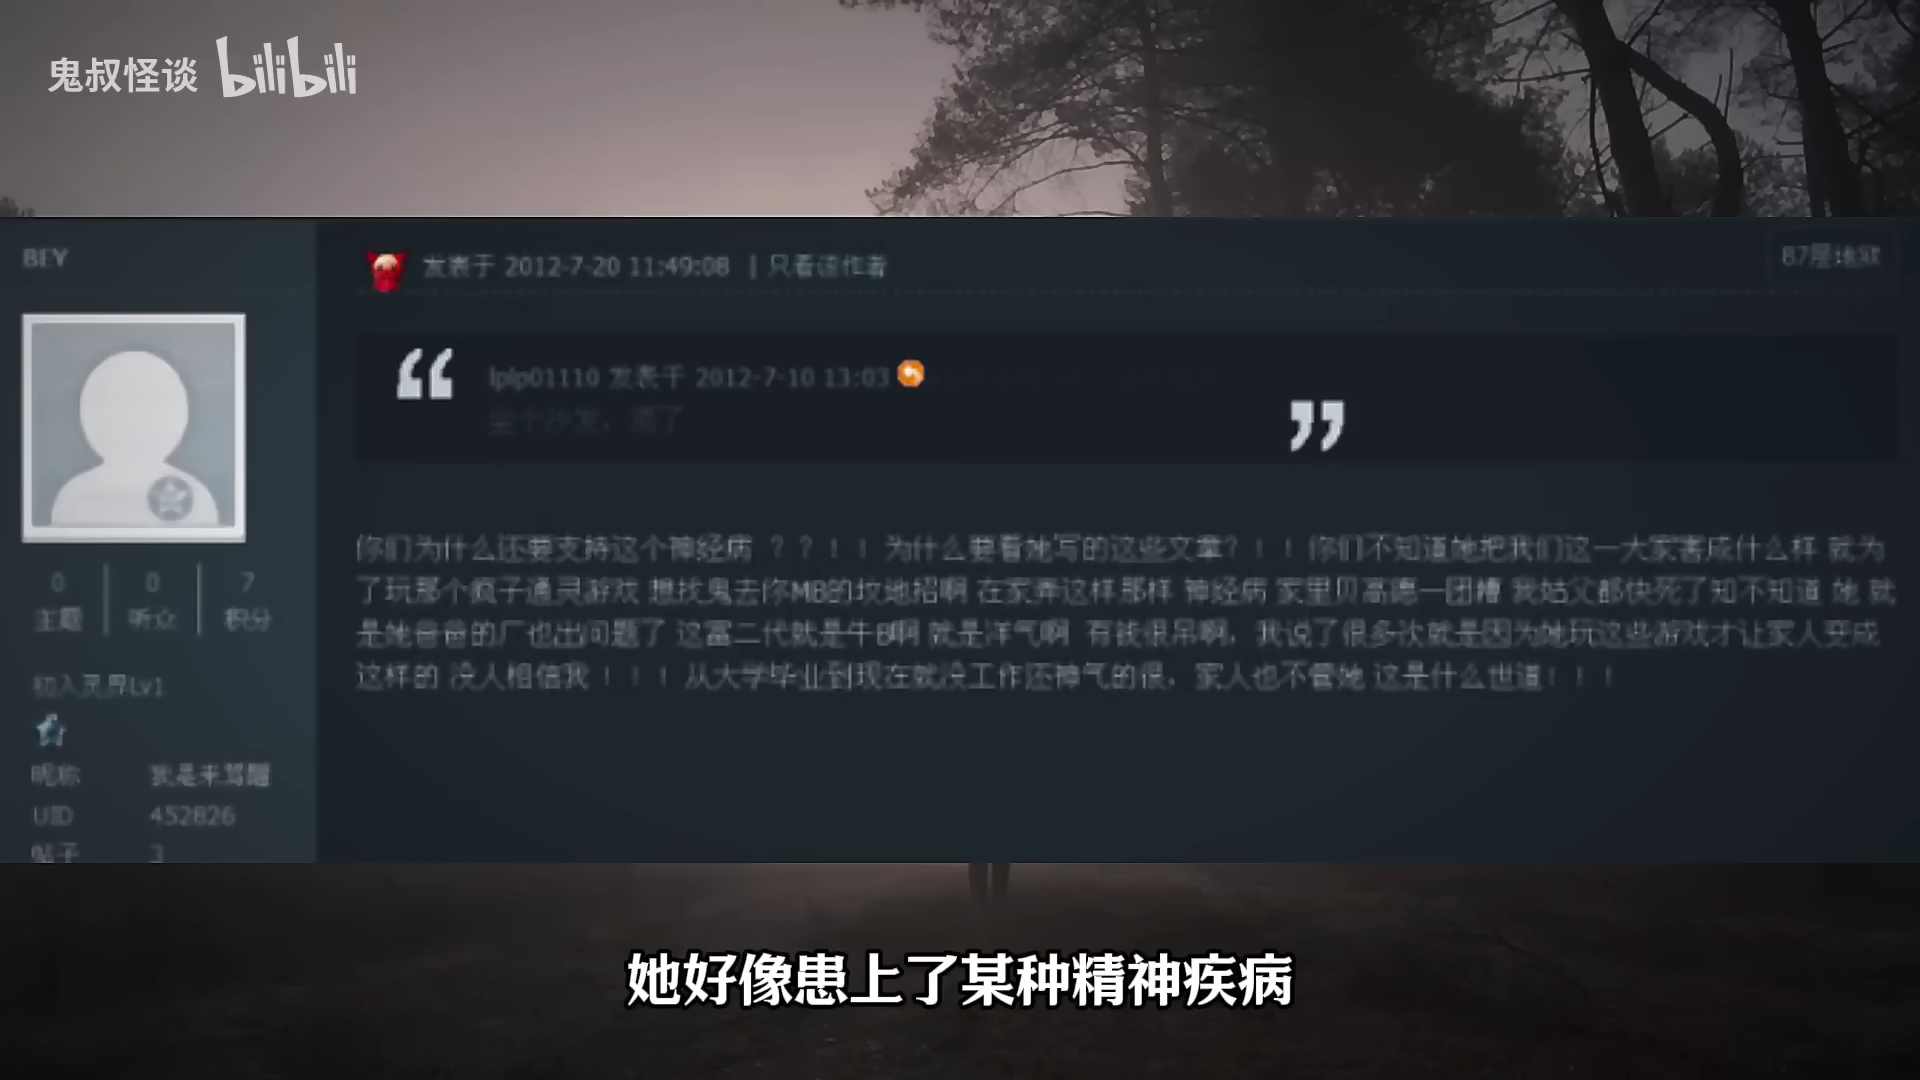 鬼叔怪谈 bilibili
BEY
发表于 2012-7-20 11:49:08 | 只看该作者
87层地狱
lplp01110 发表于 2012-7-10 13:03
坐个沙发，
你们为什么还要支持这个神经病 ？？！！ 为什么要看她写的这些文章？！！ 你们不知道她把我们这一大家害成什么样 就为
了玩那个疯子通灵游戏 想找鬼去你MB的坟地招啊 在家弄这样那样 神经病 家里贝高德一团糟 我姑父都快死了知不知道 她 就
是她爸爸的厂也出问题了 这富二代就是牛B啊 就是洋气啊 有钱很吊啊，我说了很多次就是因为她玩这些游戏才让家人变成
这样的 没人相信我！！！从大学毕业到现在就没工作还神气的很，家人也不管她 这是什么世道！！！
0 0 7
主题 听众 积分
初入灵界Lv1
昵称 我是来骂醒
UID 452826
帖子 3
她好像患上了某种精神疾病